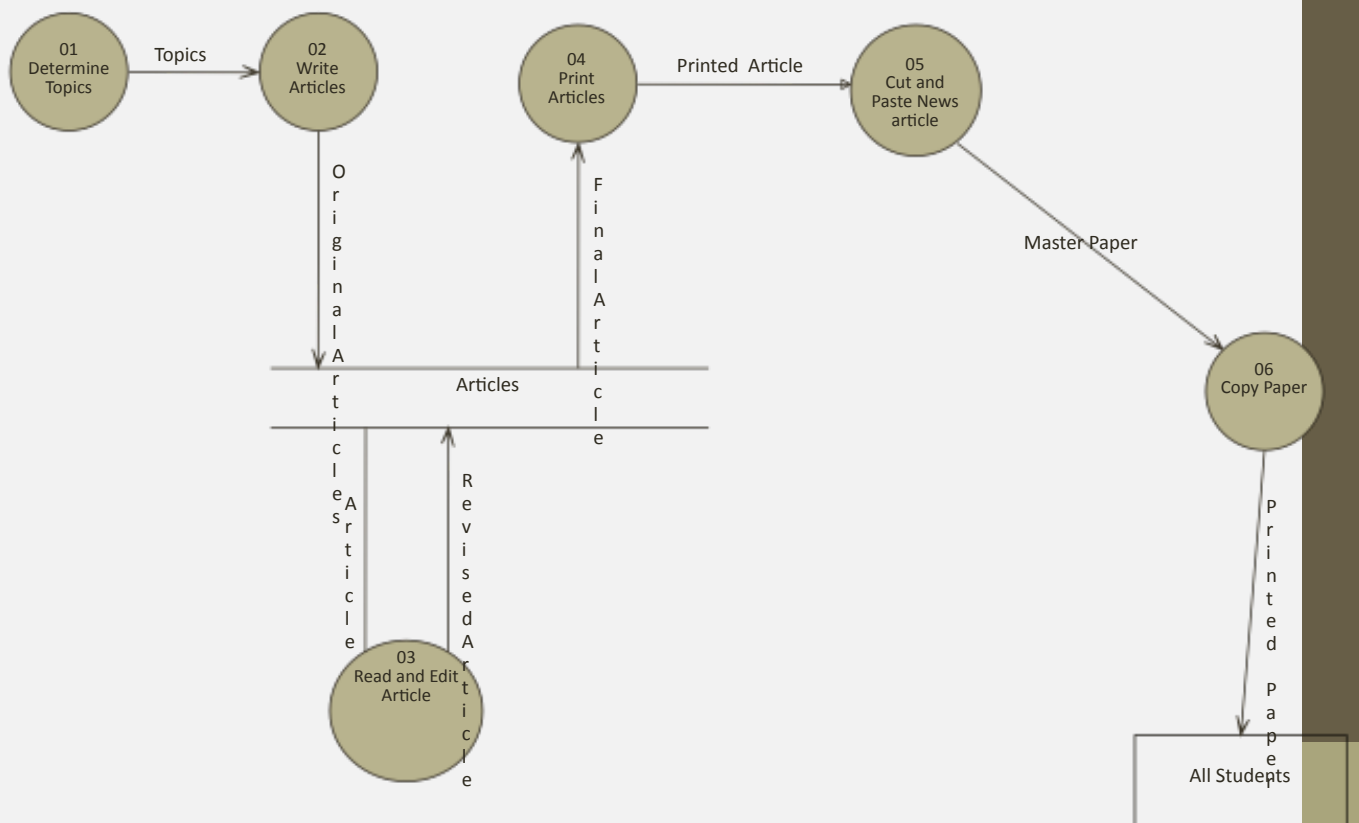 01
Determine
Topics
Topics
02
Write
Articles
04
Print
Articles
Printed Article
05
Cut and
Paste News
article
Original Articles
Final Article
Master Paper
Articles
06
Copy Paper
Article
Revised Article
03
Read and Edit
Article
Printed Paper
All Students